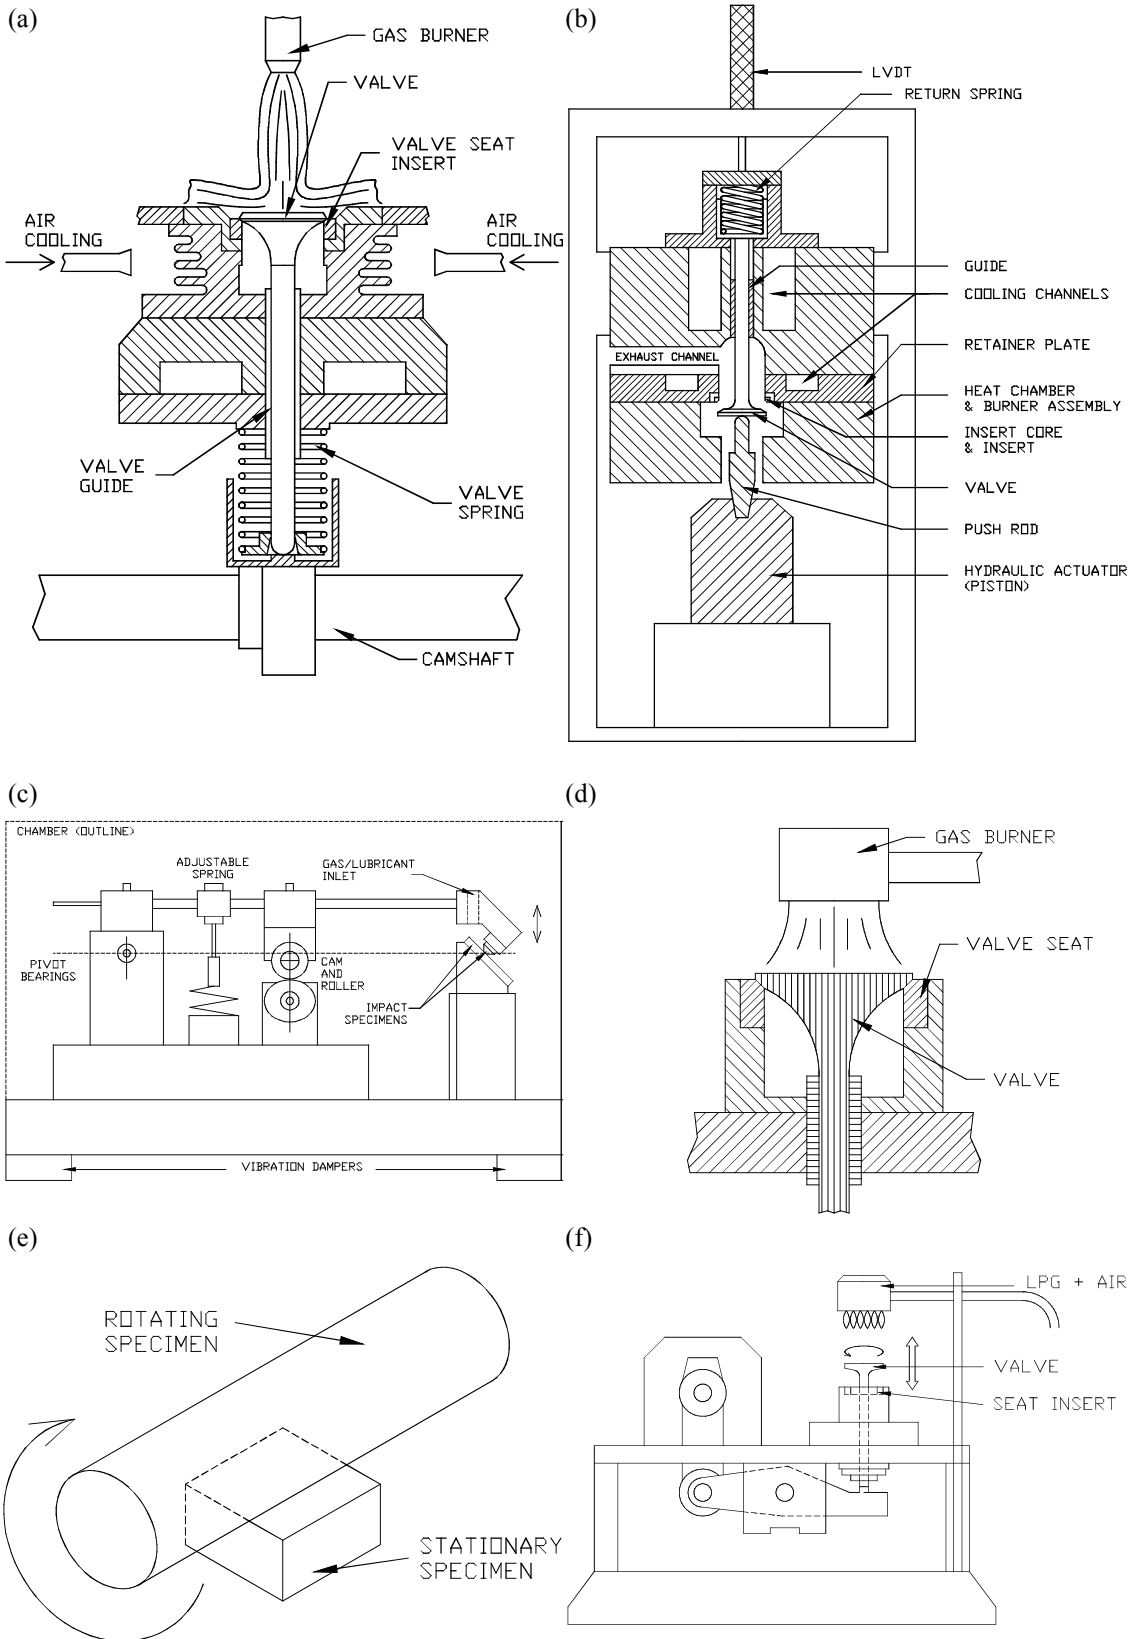 (a)
GAS BURNER
VALVE
VALVE SEAT
INSERT
AIR
COOLING
AIR
COOLING
VALVE
GUIDE
VALVE
SPRING
CAMSHAFT
(b)
LVDT
RETURN SPRING
GUIDE
COOLING CHANNELS
EXHAUST CHANNEL
RETAINER PLATE
HEAT CHAMBER
& BURNER ASSEMBLY
INSERT CORE
& INSERT
VALVE
PUSH ROD
HYDRAULIC ACTUATOR
(PISTON)
(c)
CHAMBER (OUTLINE)
ADJUSTABLE
SPRING
GAS/LUBRICANT
INLET
PIVOT
BEARINGS
CAM
AND
ROLLER
IMPACT
SPECIMENS
VIBRATION DAMPERS
(d)
GAS BURNER
VALVE SEAT
VALVE
(e)
ROTATING
SPECIMEN
STATIONARY
SPECIMEN
(f)
LPG + AIR
VALVE
SEAT INSERT